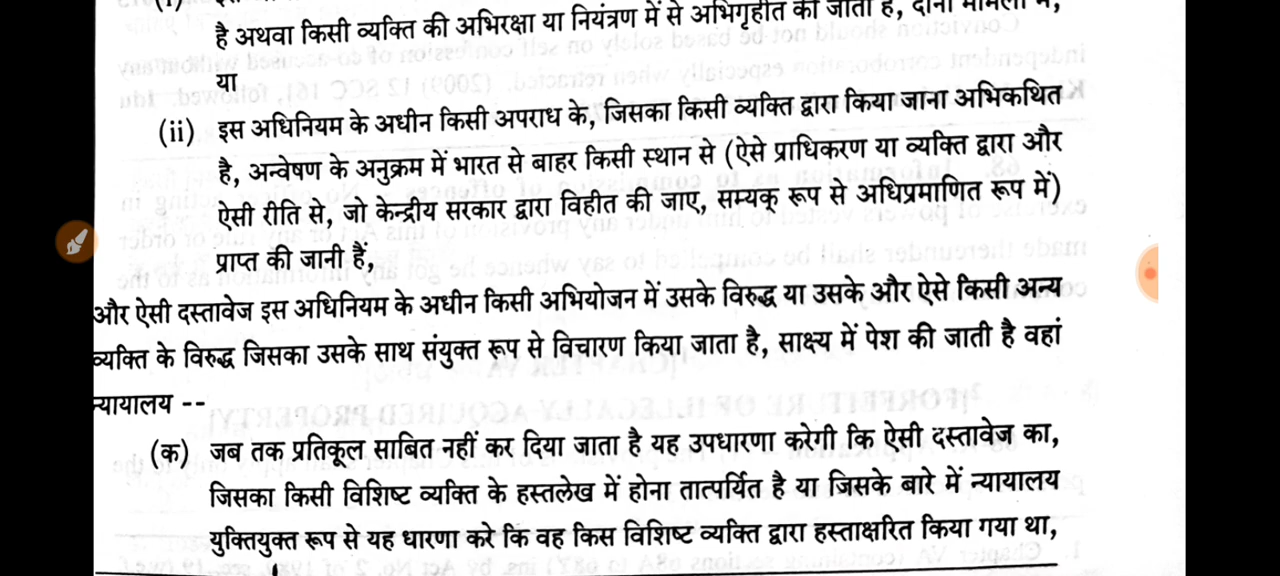 है अथवा किसी व्यक्ति की अभिरक्षा या नियंत्रण में से अभिगृहीत की जाती है, दोनों मामलों में,
या
(ii) इस अधिनियम के अधीन किसी अपराध के, जिसका किसी व्यक्ति द्वारा किया जाना अभिकथित
है, अन्वेषण के अनुक्रम में भारत से बाहर किसी स्थान से (ऐसे प्राधिकरण या व्यक्ति द्वारा और
ऐसी रीति से, जो केन्द्रीय सरकार द्वारा विहीत की जाए, सम्यक् रूप से अधिप्रमाणित रूप में)
प्राप्त की जानी हैं,
और ऐसी दस्तावेज इस अधिनियम के अधीन किसी अभियोजन में उसके विरुद्ध या उसके और ऐसे किसी अन्य
व्यक्ति के विरुद्ध जिसका उसके साथ संयुक्त रूप से विचारण किया जाता है, साक्ष्य में पेश की जाती है वहां
न्यायालय --
(क) जब तक प्रतिकूल साबित नहीं कर दिया जाता है यह उपधारणा करेगी कि ऐसी दस्तावेज का,
जिसका किसी विशिष्ट व्यक्ति के हस्तलेख में होना तात्पर्यित है या जिसके बारे में न्यायालय
युक्तियुक्त रूप से यह धारणा करे कि वह किस विशिष्ट व्यक्ति द्वारा हस्ताक्षरित किया गया था,